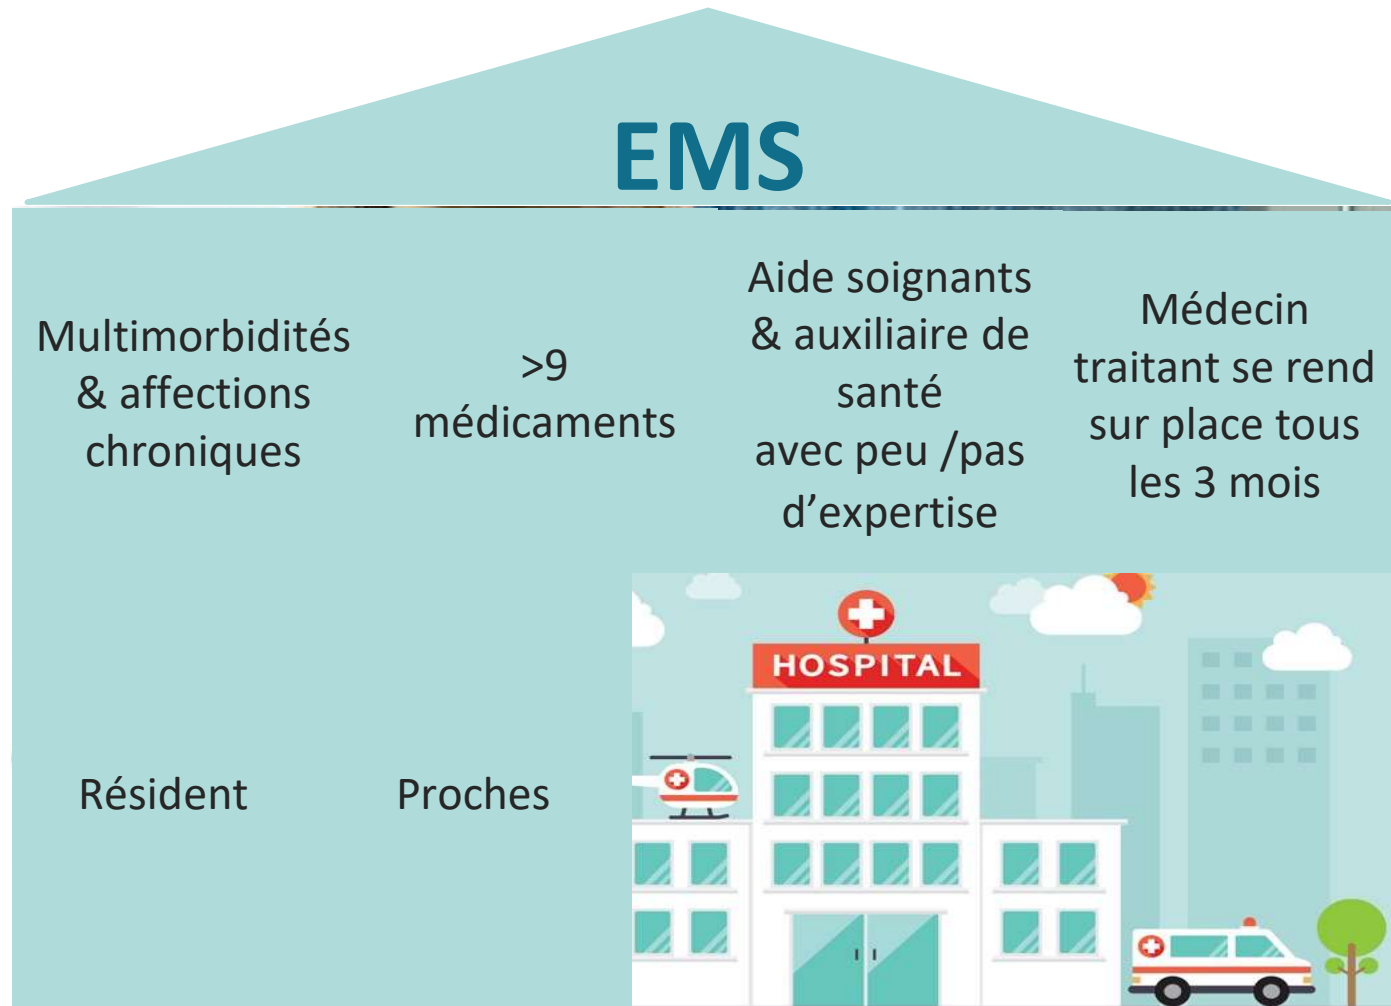 EMS
Multimorbidités
& affections
chroniques
>9
médicaments
Aide soignants
& auxiliaire de
santé
avec peu /pas
d’expertise
Médecin
traitant se rend
sur place tous
les 3 mois
HOSPITAL
Résident
Proches